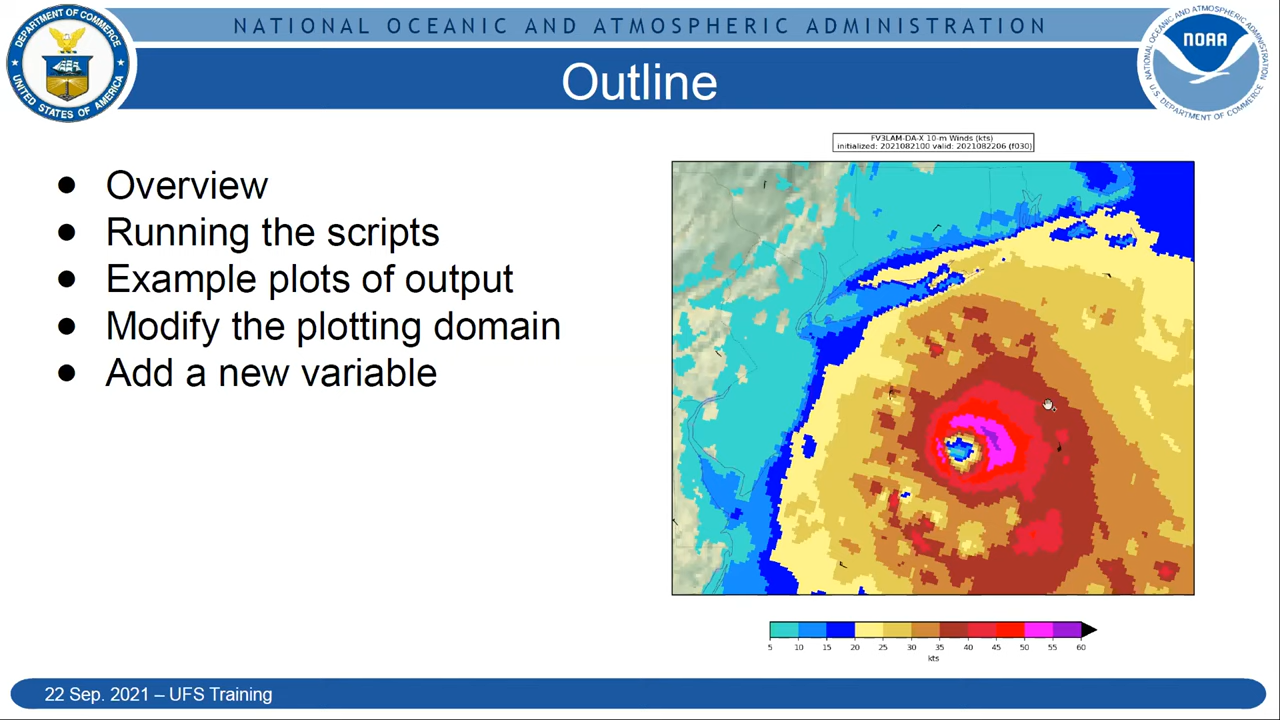 NATIONAL OCEANIC AND ATMOSPHERIC ADMINISTRATION
DEPARTMENT OF COMMERCE
UNITED STATES OF AMERICA
NATIONAL OCEANIC AND ATMOSPHERIC ADMINISTRATION
NOAA
U.S. DEPARTMENT OF COMMERCE
Outline
● Overview
● Running the scripts
● Example plots of output
● Modify the plotting domain
● Add a new variable
FV3LAM-DA-X 10-m Winds (kts)
initialized: 2021082100 valid: 2021082206 (f030)
5 10 15 20 25 30 35 40 45 50 55 60
kts
22 Sep. 2021 – UFS Training